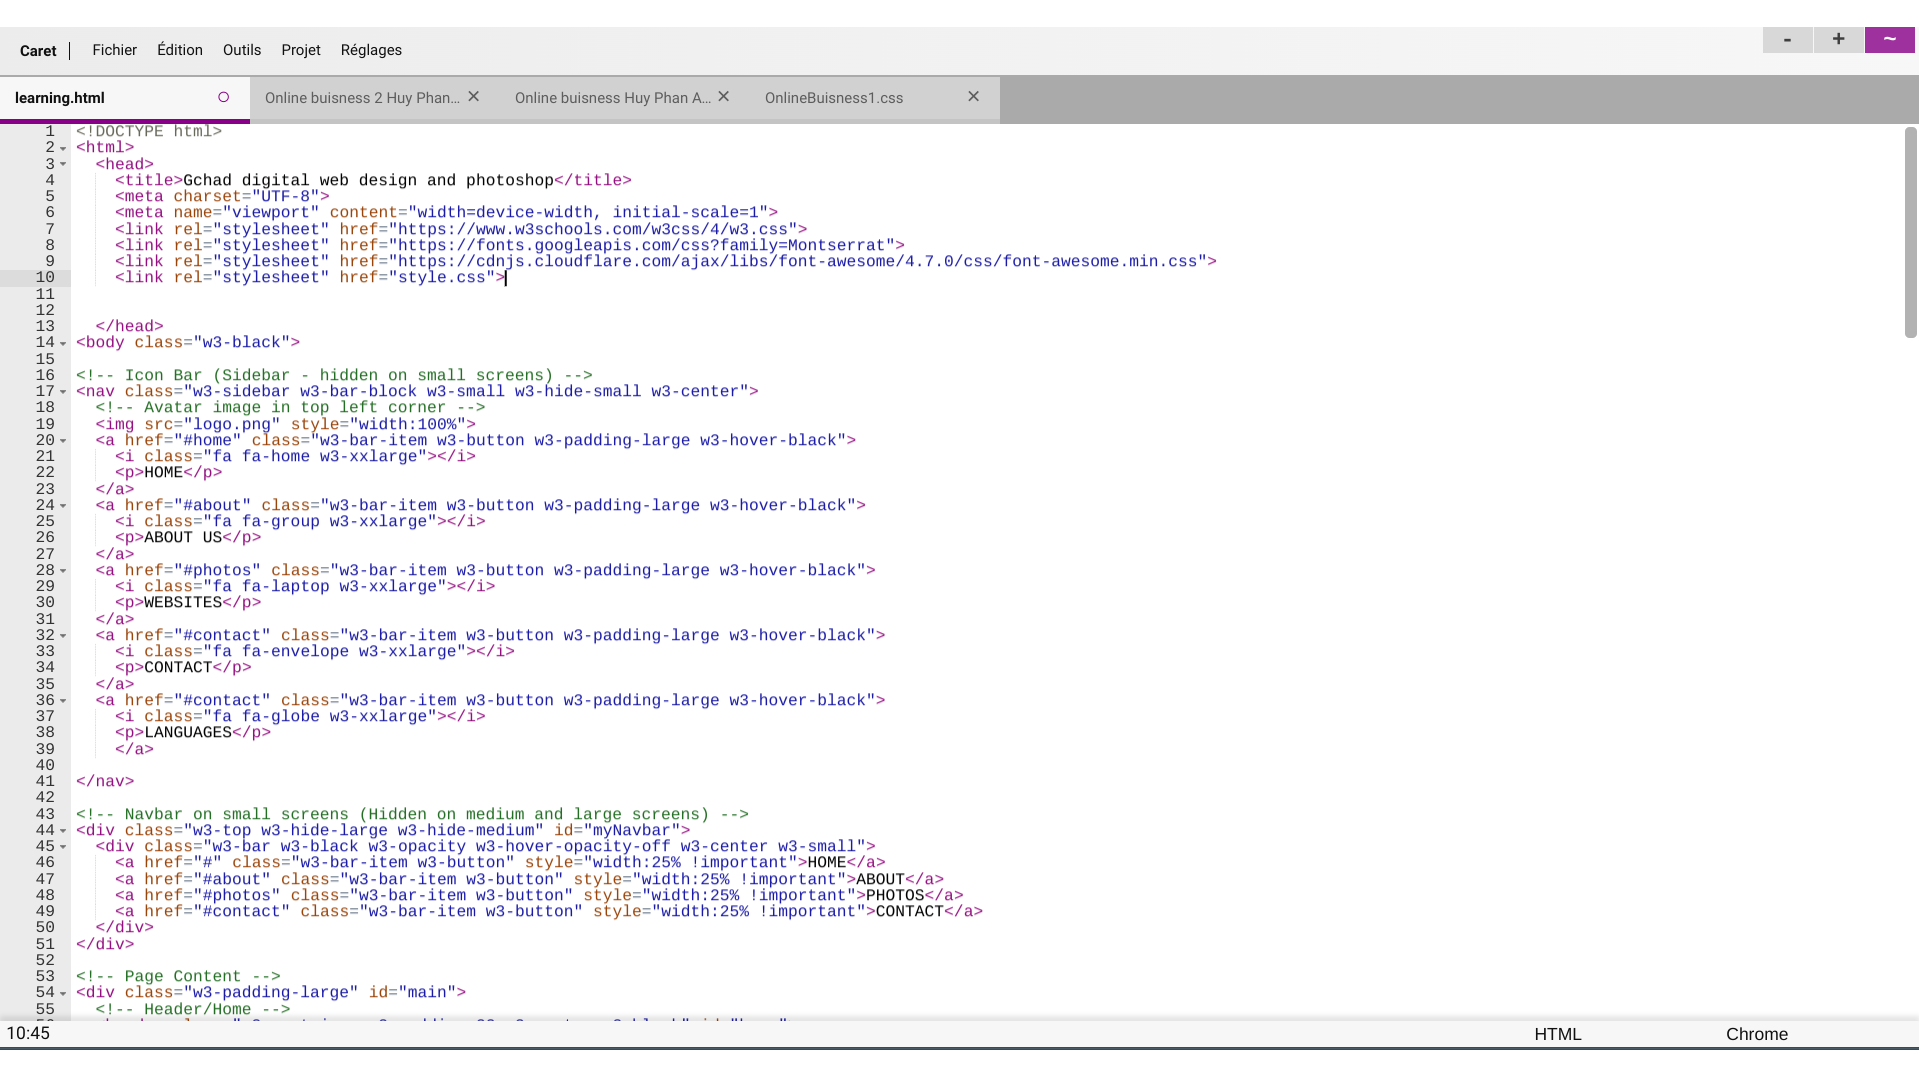 Caret | Fichier Édition Outils Projet Réglages - + ~
learning.html Online buisness 2 Huy Phan... Online buisness Huy Phan A... OnlineBuisness1.css
1 <!DOCTYPE html>
2 <html>
3 <head>
4 <title>Gchad digital web design and photoshop</title>
5 <meta charset="UTF-8">
6 <meta name="viewport" content="width=device-width, initial-scale=1">
7 <link rel="stylesheet" href="https://www.w3schools.com/w3css/4/w3.css">
8 <link rel="stylesheet" href="https://fonts.googleapis.com/css?family=Montserrat">
9 <link rel="stylesheet" href="https://cdnjs.cloudflare.com/ajax/libs/font-awesome/4.7.0/css/font-awesome.min.css">
10 <link rel="stylesheet" href="style.css">
11
12
13 </head>
14 <body class="w3-black">
15
16 <!-- Icon Bar (Sidebar - hidden on small screens) -->
17 <nav class="w3-sidebar w3-bar-block w3-small w3-hide-small w3-center">
18 <!-- Avatar image in top left corner -->
19 <img src="logo.png" style="width:100%">
20 <a href="#home" class="w3-bar-item w3-button w3-padding-large w3-hover-black">
21 <i class="fa fa-home w3-xxlarge"></i>
22 <p>HOME</p>
23 </a>
24 <a href="#about" class="w3-bar-item w3-button w3-padding-large w3-hover-black">
25 <i class="fa fa-group w3-xxlarge"></i>
26 <p>ABOUT US</p>
27 </a>
28 <a href="#photos" class="w3-bar-item w3-button w3-padding-large w3-hover-black">
29 <i class="fa fa-laptop w3-xxlarge"></i>
30 <p>WEBSITES</p>
31 </a>
32 <a href="#contact" class="w3-bar-item w3-button w3-padding-large w3-hover-black">
33 <i class="fa fa-envelope w3-xxlarge"></i>
34 <p>CONTACT</p>
35 </a>
36 <a href="#contact" class="w3-bar-item w3-button w3-padding-large w3-hover-black">
37 <i class="fa fa-globe w3-xxlarge"></i>
38 <p>LANGUAGES</p>
39 </a>
40
41 </nav>
42
43 <!-- Navbar on small screens (Hidden on medium and large screens) -->
44 <div class="w3-top w3-hide-large w3-hide-medium" id="myNavbar">
45 <div class="w3-bar w3-black w3-opacity w3-hover-opacity-off w3-center w3-small">
46 <a href="#" class="w3-bar-item w3-button" style="width:25% !important">HOME</a>
47 <a href="#about" class="w3-bar-item w3-button" style="width:25% !important">ABOUT</a>
48 <a href="#photos" class="w3-bar-item w3-button" style="width:25% !important">PHOTOS</a>
49 <a href="#contact" class="w3-bar-item w3-button" style="width:25% !important">CONTACT</a>
50 </div>
51 </div>
52
53 <!-- Page Content -->
54 <div class="w3-padding-large" id="main">
55 <!-- Header/Home -->
10:45 HTML Chrome